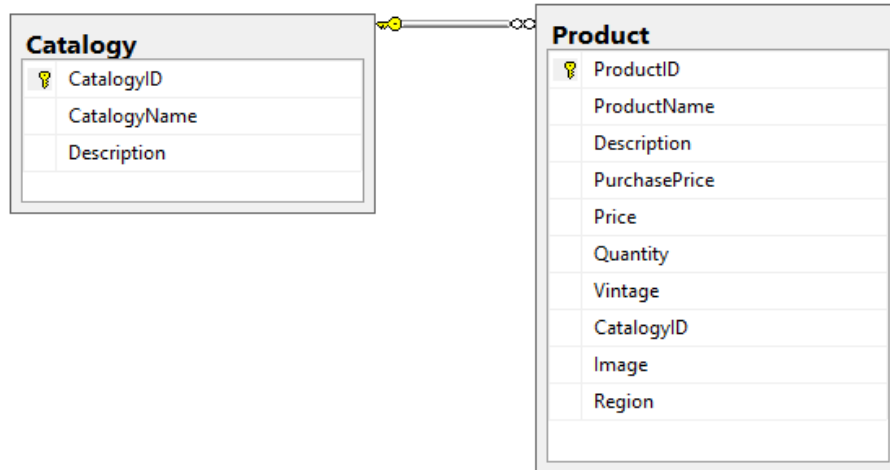 Catalogy
CatalogyID
CatalogyName
Description
Product
ProductID
ProductName
Description
PurchasePrice
Price
Quantity
Vintage
CatalogyID
Image
Region